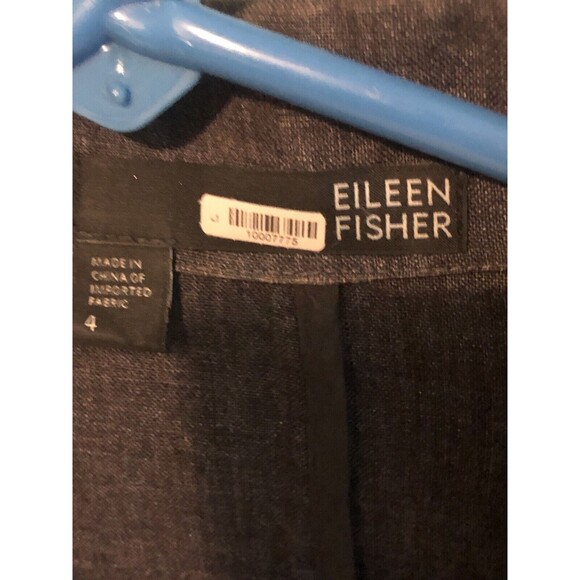 EILEEN
FISHER
10007775
MADE IN
CHINA OF
IMPORTED
FABRIC
4